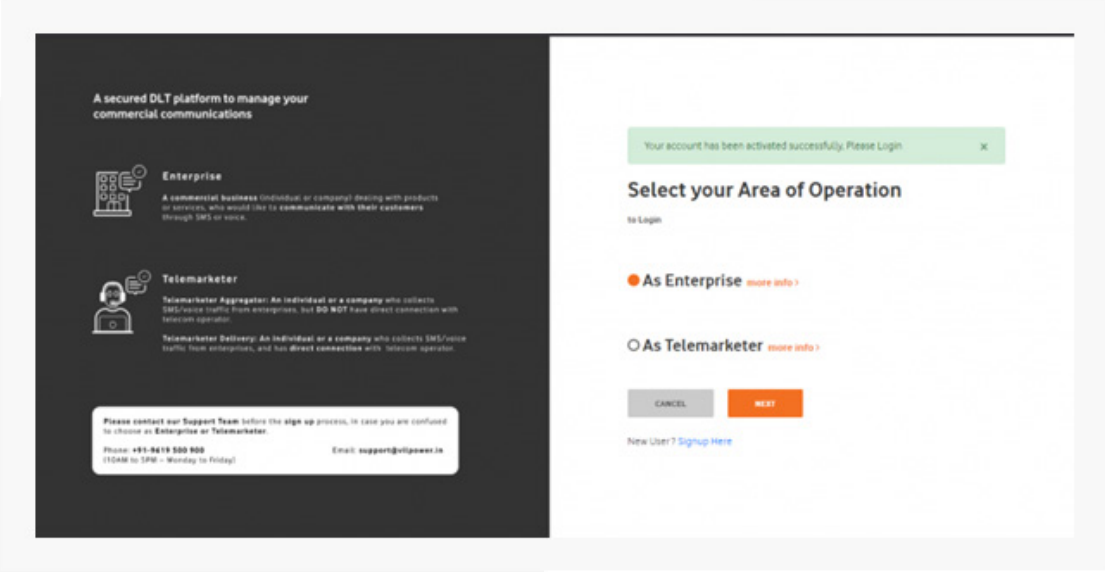 A secured DLT platform to manage your
commercial communications
Enterprise
A commercial business (individual or company) dealing with products
or services, who would like to communicate with their customers
through SMS or voice.
Telemarketer
Telemarketer Aggregator: An individual or a company who collects
SMS/voice traffic from enterprises, but DO NOT have direct connection with
telecom operator.
Telemarketer Delivery: An individual or a company who collects SMS/voice
traffic from enterprises, and has direct connection with telecom operator.
Please contact our Support Team before the sign up process, in case you are confused
to choose as Enterprise or Telemarketer.
Phone: +91-9619 500 900 Email: support@vilpower.in
(10AM to 5PM - Monday to Friday)
Your account has been activated successfully, Please Login ×
Select your Area of Operation
to Login
As Enterprise more info >
As Telemarketer more info >
CANCEL NEXT
New User? Signup Here